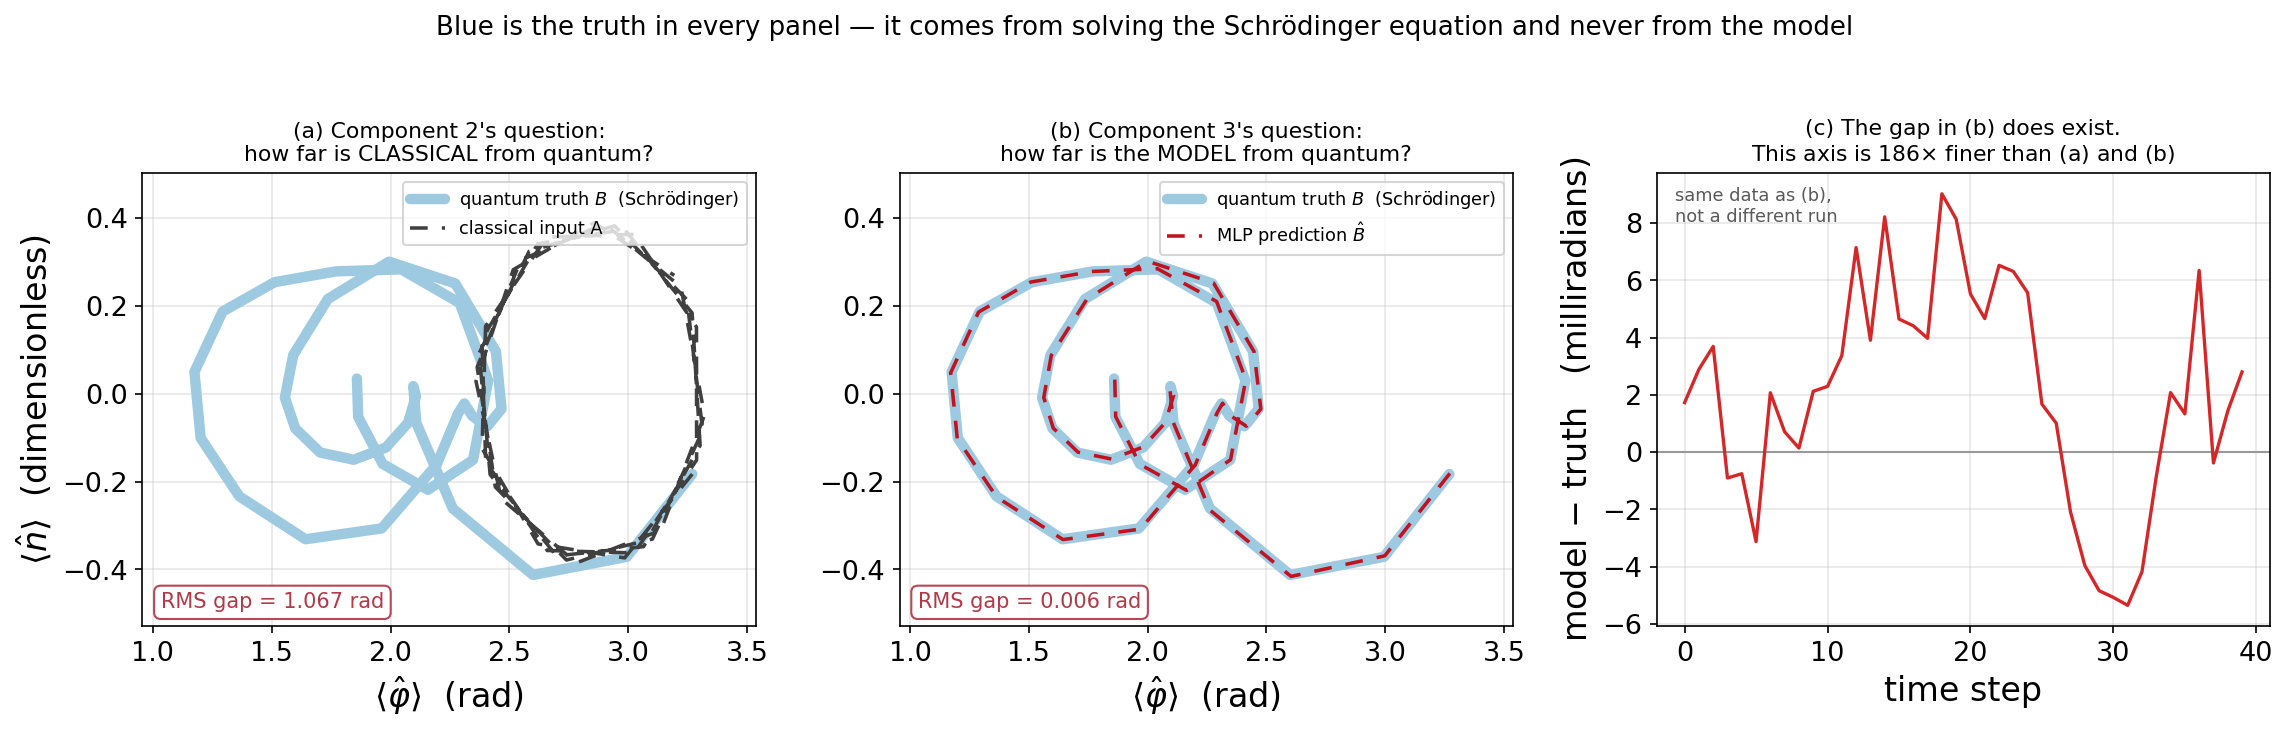 Blue is the truth in every panel — it comes from solving the Schrödinger equation and never from the model
(a) Component 2's question:
how far is CLASSICAL from quantum?
quantum truth B (Schrödinger)
classical input A
⟨n̂⟩ (dimensionless)
0.4
0.2
0.0
−0.2
−0.4
RMS gap = 1.067 rad
1.0 1.5 2.0 2.5 3.0 3.5
⟨φ̂⟩ (rad)
(b) Component 3's question:
how far is the MODEL from quantum?
quantum truth B (Schrödinger)
MLP prediction B̂
0.4
0.2
0.0
−0.2
−0.4
RMS gap = 0.006 rad
1.0 1.5 2.0 2.5 3.0 3.5
⟨φ̂⟩ (rad)
(c) The gap in (b) does exist.
This axis is 186× finer than (a) and (b)
same data as (b),
not a different run
model − truth (milliradians)
8
6
4
2
0
−2
−4
−6
0 10 20 30 40
time step